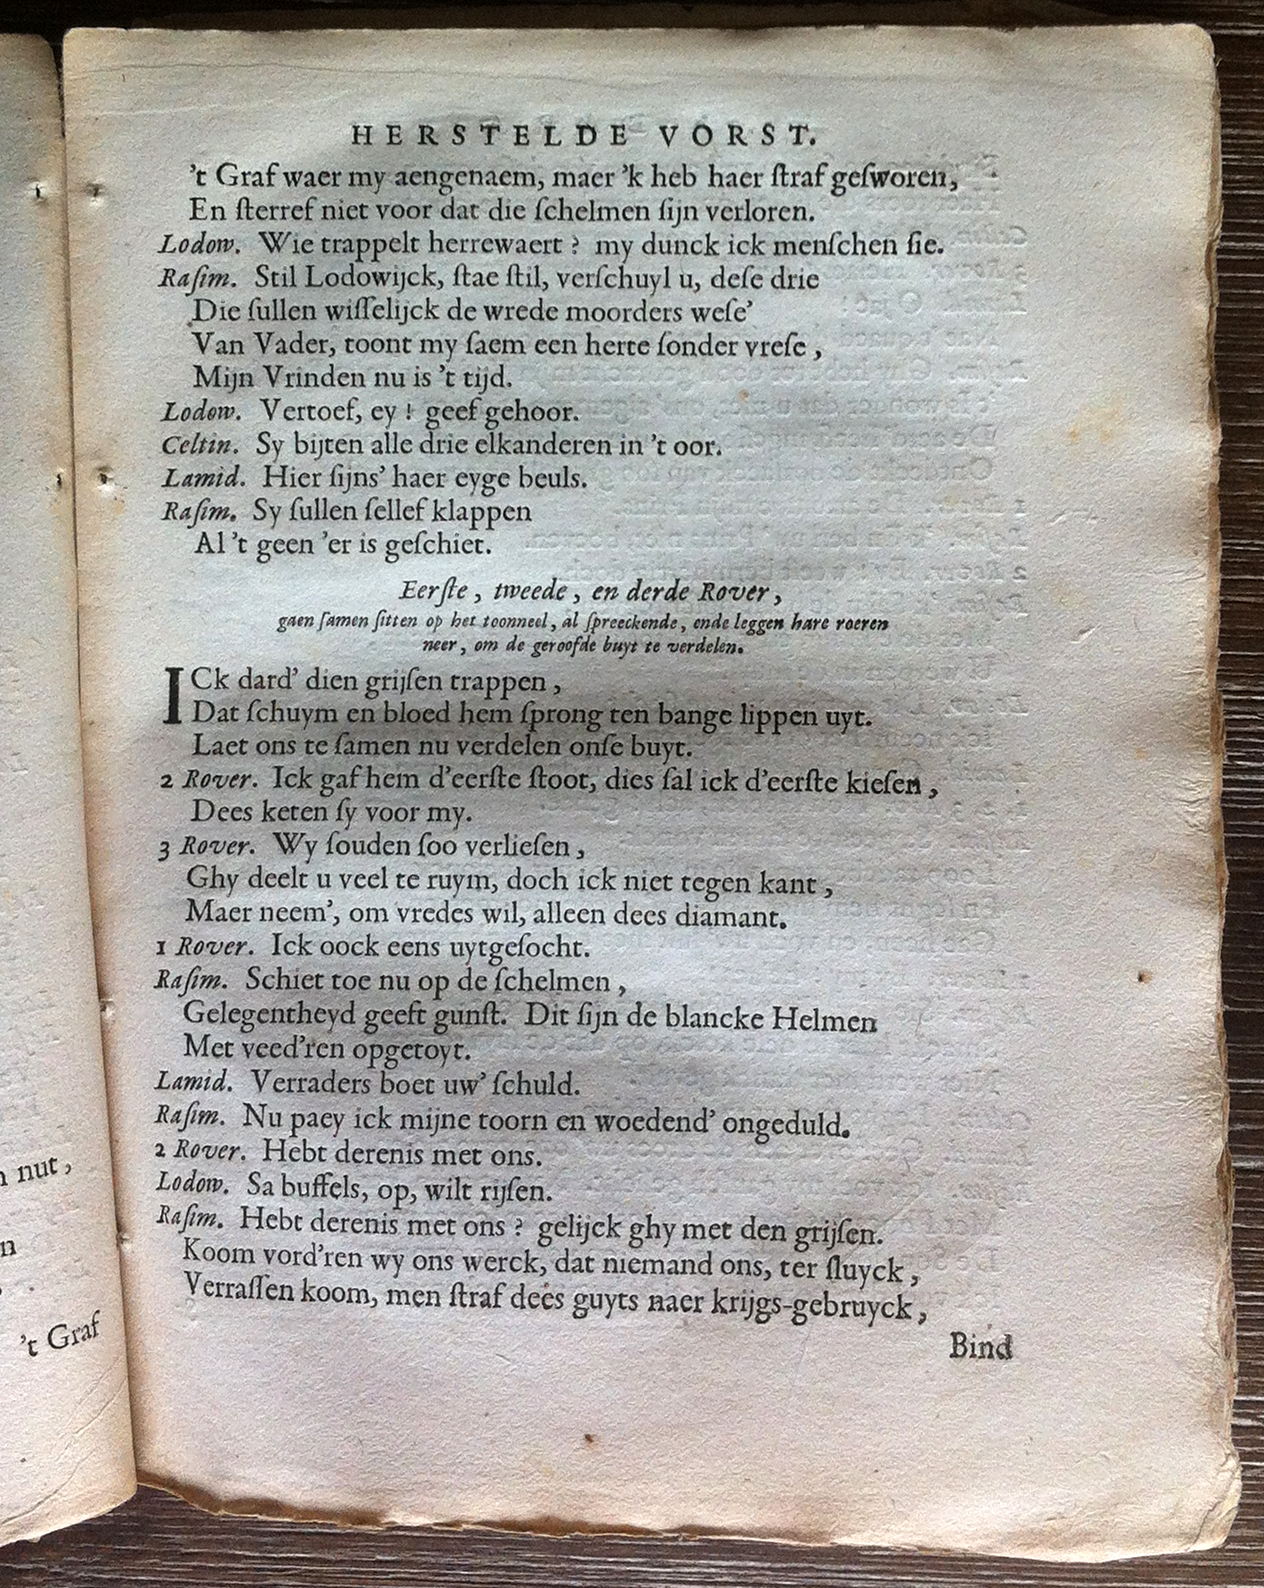 HERSTELDE VORST.
't Graf waer my aengenaem, maer 'k heb haer ſtraf geſworen,
En ſterref niet voor dat die ſchelmen ſijn verloren.
Lodow. Wie trappelt herrewaert? my dunck ick menſchen ſie.
Raſim. Stil Lodowijck, ſtae ſtil, verſchuyl u, deſe drie
Die ſullen wiſſelijck de wrede moorders weſe'
Van Vader, toont my ſaem een herte ſonder vreſe,
Mijn Vrinden nu is 't tijd.
Lodow. Vertoef, ey! geef gehoor.
Celtin. Sy bijten alle drie elkanderen in 't oor.
Lamid. Hier ſijns' haer eyge beuls.
Raſim. Sy ſullen ſellef klappen
Al 't geen 'er is geſchiet.
Eerſte, tweede, en derde Rover,
gaen ſamen ſitten op het toonneel, al ſpreeckende, ende leggen hare roeren
neer, om de geroofde buyt te verdelen.
ICk dard' dien grijſen trappen,
Dat ſchuym en bloed hem ſprong ten bange lippen uyt.
Laet ons te ſamen nu verdelen onſe buyt.
2 Rover. Ick gaf hem d'eerſte ſtoot, dies ſal ick d'eerſte kieſen,
Dees keten ſy voor my.
3 Rover. Wy ſouden ſoo verlieſen,
Ghy deelt u veel te ruym, doch ick niet tegen kant,
Maer neem', om vredes wil, alleen dees diamant.
1 Rover. Ick oock eens uytgeſocht.
Raſim. Schiet toe nu op de ſchelmen,
Gelegentheyd geeft gunſt. Dit ſijn de blancke Helmen
Met veed'ren opgetoyt.
Lamid. Verraders boet uw' ſchuld.
Raſim. Nu paey ick mijne toorn en woedend' ongeduld.
2 Rover. Hebt derenis met ons.
Lodow. Sa buffels, op, wilt rijſen.
Raſim. Hebt derenis met ons? gelijck ghy met den grijſen.
Koom vord'ren wy ons werck, dat niemand ons, ter ſluyck,
Verraſſen koom, men ſtraf dees guyts naer krijgs-gebruyck,
Bind
nut,
n
't Graf